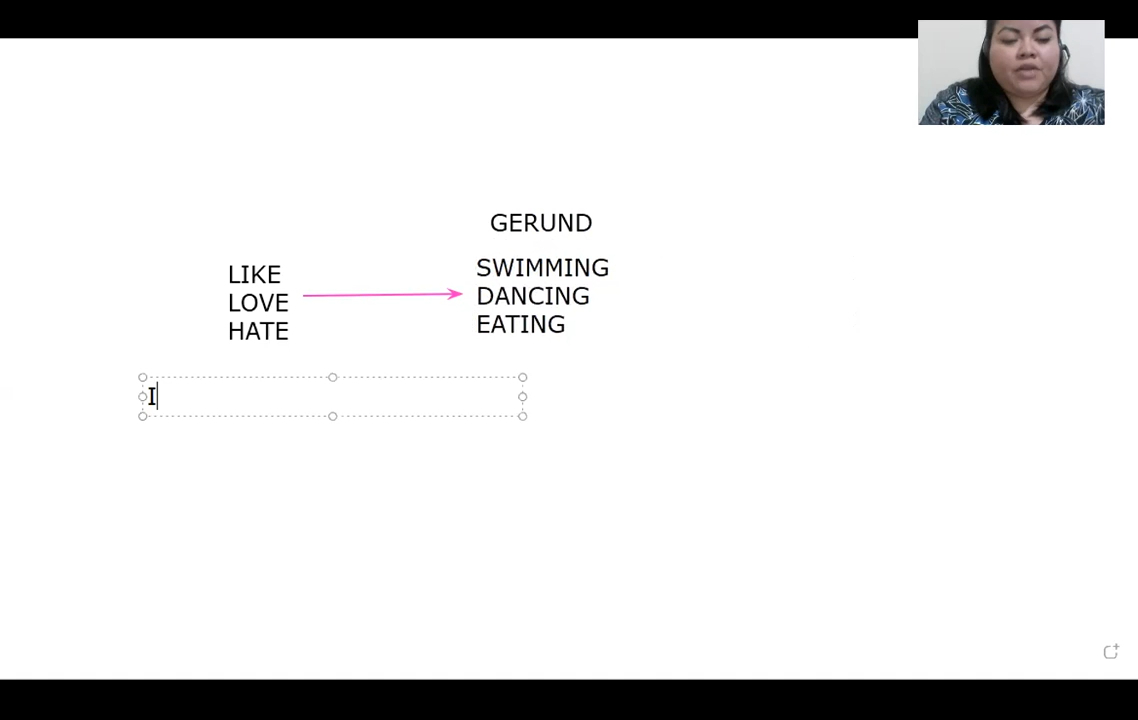 GERUND
LIKE
LOVE
HATE
SWIMMING
DANCING
EATING
I